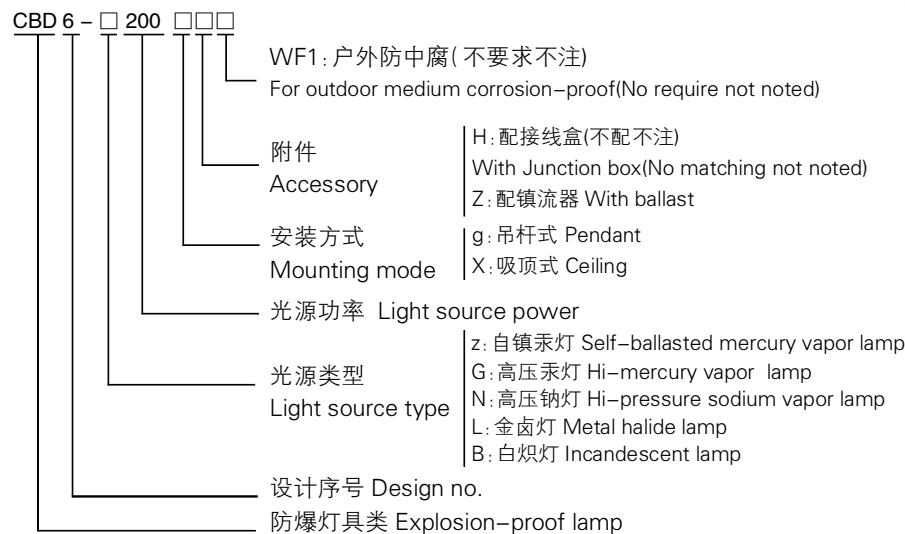 CBD 6 – □ 200 □□□
WF1:户外防中腐(不要求不注)
For outdoor medium corrosion–proof(No require not noted)
附件
Accessory
H:配接线盒(不配不注)
With Junction box(No matching not noted)
Z:配镇流器 With ballast
安装方式
Mounting mode
g:吊杆式 Pendant
X:吸顶式 Ceiling
光源功率 Light source power
光源类型
Light source type
z:自镇汞灯 Self–ballasted mercury vapor lamp
G:高压汞灯 Hi–mercury vapor lamp
N:高压钠灯 Hi–pressure sodium vapor lamp
L:金卤灯 Metal halide lamp
B:白炽灯 Incandescent lamp
设计序号 Design no.
防爆灯具类 Explosion–proof lamp